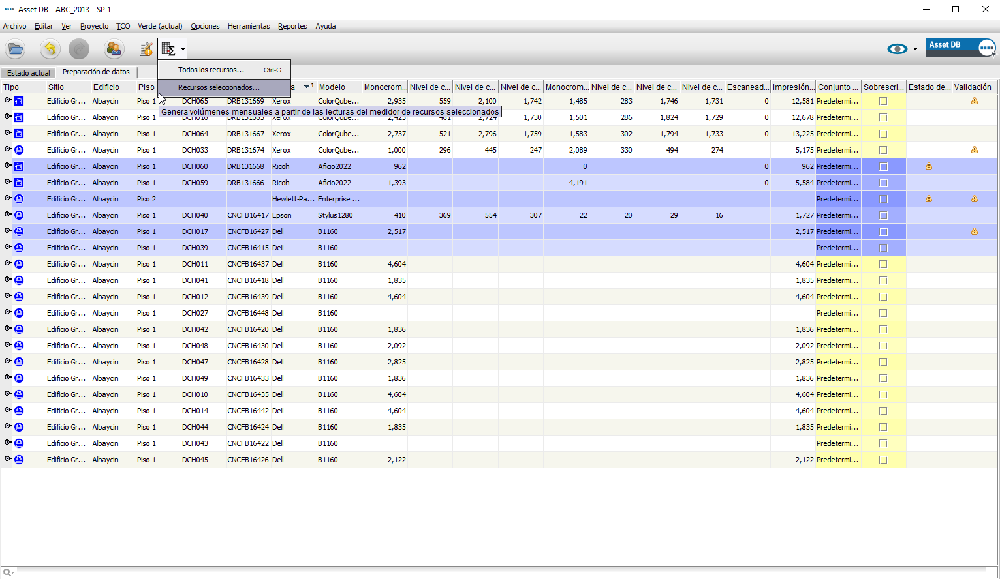 Asset DB - ABC_2013 - SP 1
Archivo Editar Ver Proyecto TCO Verde (actual) Opciones Herramientas Reportes Ayuda
Asset DB
Todos los recursos... Ctrl-G
Estado actual Preparación de datos
Tipo Sitio Edificio Piso Recursos seleccionados... a 1 Modelo Monocrom... Nivel de c... Nivel de c... Nivel de c... Monocrom... Nivel de c... Nivel de c... Nivel de c... Escanead... Impresión... Conjunto ... Sobrescri... Estado de... Validación
Edificio Gr... Albaycin Piso 1 DCH065 DRB131669 Xerox ColorQube... 2,935 559 2,100 1,742 1,485 283 1,746 1,731 0 12,581 Predetermi...
Genera volúmenes mensuales a partir de las lecturas del medidor de recursos seleccionados
Edificio Gr... Albaycin Piso 1 1,730 1,501 286 1,824 1,729 0 12,678 Predetermi...
Edificio Gr... Albaycin Piso 1 DCH064 DRB131667 Xerox ColorQube... 2,737 521 2,796 1,759 1,583 302 1,794 1,733 0 13,225 Predetermi...
Edificio Gr... Albaycin Piso 1 DCH033 DRB131674 Xerox ColorQube... 1,000 296 445 247 2,089 330 494 274 5,175 Predetermi...
Edificio Gr... Albaycin Piso 1 DCH060 DRB131668 Ricoh Aficio2022 962 0 0 962 Predetermi...
Edificio Gr... Albaycin Piso 1 DCH059 DRB131666 Ricoh Aficio2022 1,393 4,191 0 5,584 Predetermi...
Edificio Gr... Albaycin Piso 2 Hewlett-Pa... Enterprise ... Predetermi...
Edificio Gr... Albaycin Piso 1 DCH040 CNCFB16417 Epson Stylus1280 410 369 554 307 22 20 29 16 1,727 Predetermi...
Edificio Gr... Albaycin Piso 1 DCH017 CNCFB16427 Dell B1160 2,517 2,517 Predetermi...
Edificio Gr... Albaycin Piso 1 DCH039 CNCFB16415 Dell B1160 Predetermi...
Edificio Gr... Albaycin Piso 1 DCH011 CNCFB16437 Dell B1160 4,604 4,604 Predetermi...
Edificio Gr... Albaycin Piso 1 DCH041 CNCFB16418 Dell B1160 1,835 1,835 Predetermi...
Edificio Gr... Albaycin Piso 1 DCH012 CNCFB16439 Dell B1160 4,604 4,604 Predetermi...
Edificio Gr... Albaycin Piso 1 DCH027 CNCFB16448 Dell B1160 Predetermi...
Edificio Gr... Albaycin Piso 1 DCH042 CNCFB16420 Dell B1160 1,836 1,836 Predetermi...
Edificio Gr... Albaycin Piso 1 DCH048 CNCFB16430 Dell B1160 2,092 2,092 Predetermi...
Edificio Gr... Albaycin Piso 1 DCH047 CNCFB16428 Dell B1160 2,825 2,825 Predetermi...
Edificio Gr... Albaycin Piso 1 DCH049 CNCFB16433 Dell B1160 1,836 1,836 Predetermi...
Edificio Gr... Albaycin Piso 1 DCH010 CNCFB16435 Dell B1160 4,604 4,604 Predetermi...
Edificio Gr... Albaycin Piso 1 DCH014 CNCFB16442 Dell B1160 4,604 4,604 Predetermi...
Edificio Gr... Albaycin Piso 1 DCH044 CNCFB16424 Dell B1160 1,835 1,835 Predetermi...
Edificio Gr... Albaycin Piso 1 DCH043 CNCFB16422 Dell B1160 Predetermi...
Edificio Gr... Albaycin Piso 1 DCH045 CNCFB16426 Dell B1160 2,122 2,122 Predetermi...